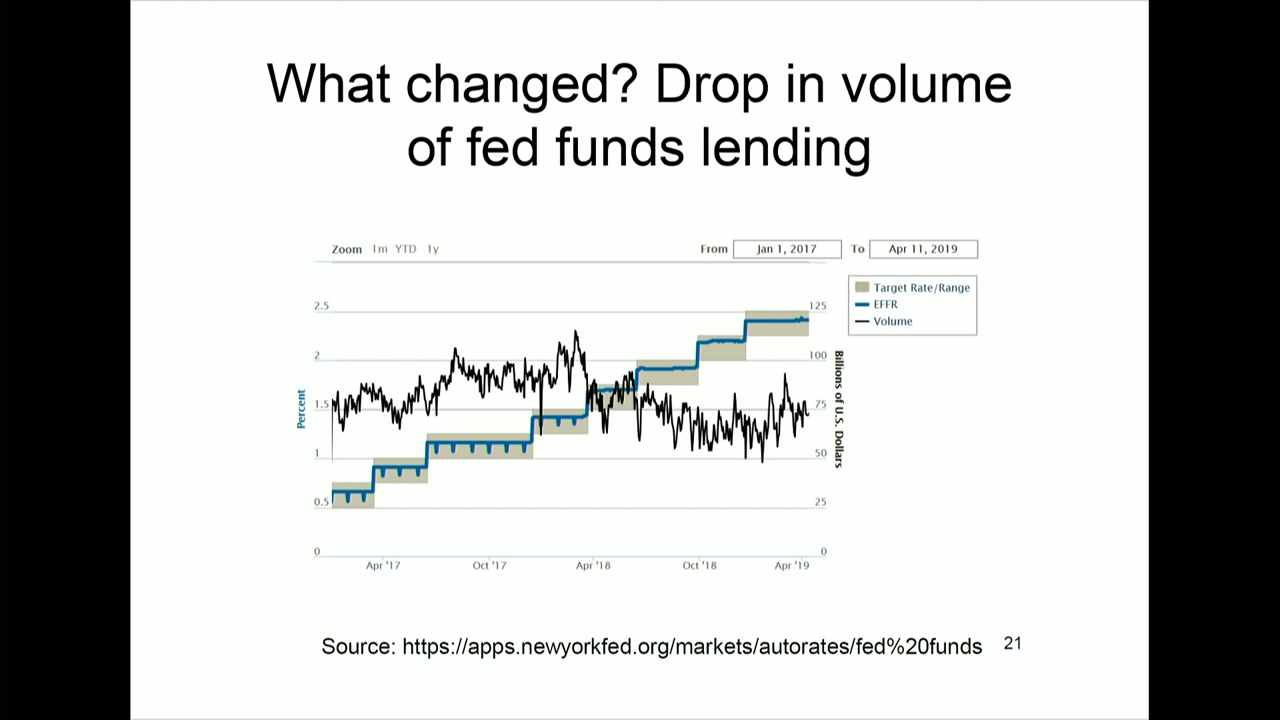 What changed? Drop in volume
of fed funds lending
Zoom 1m YTD 1y
From Jan 1, 2017 To Apr 11, 2019
Target Rate/Range
EFFR
Volume
2.5
2
1.5
1
0.5
0
Percent
125
100
75
50
25
0
Billions of U.S. Dollars
Apr '17 Oct '17 Apr '18 Oct '18 Apr '19
Source: https://apps.newyorkfed.org/markets/autorates/fed%20funds
21